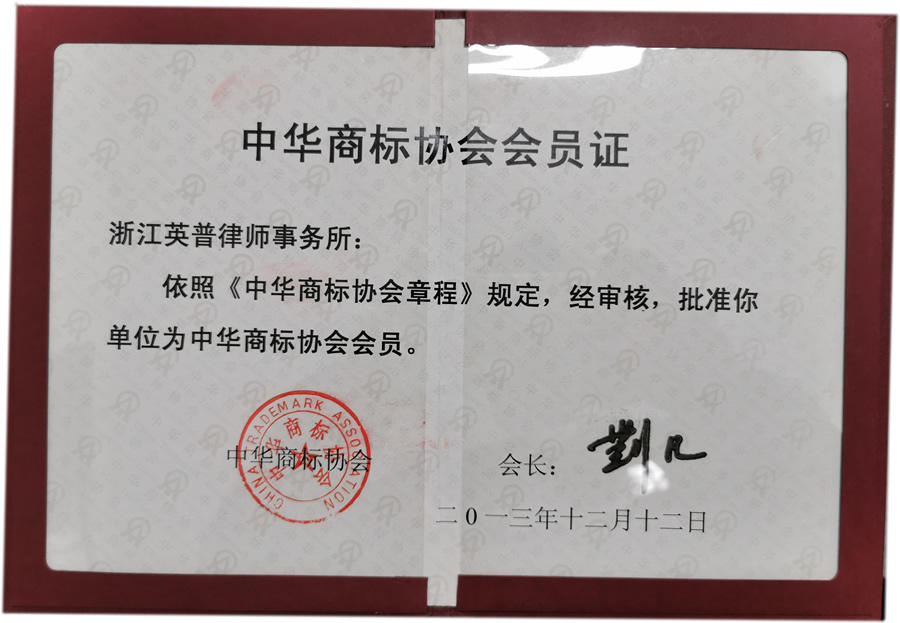 中华商标协会会员证
浙江英普律师事务所：
依照《中华商标协会章程》规定，经审核，批准你
单位为中华商标协会会员。
CHINA TRADEMARK ASSOCIATION
中华商标协会
中华商标协会
会长：
劉凡
二0一三年十二月十二日